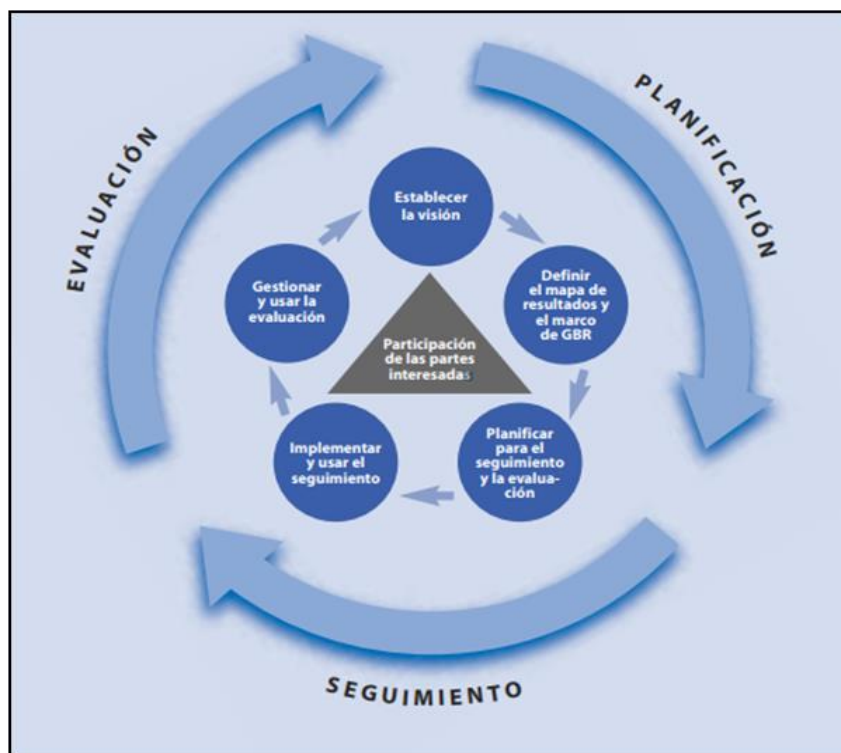 EVALUACIÓN
PLANIFICACIÓN
Establecer
la visión
Definir
el mapa de
resultados y
el marco
de GBR
Gestionar
y usar la
evaluación
Participación
de las partes
interesadas
Planificar
para el
seguimiento
y la evalua-
ción
Implementar
y usar el
seguimiento
SEGUIMIENTO